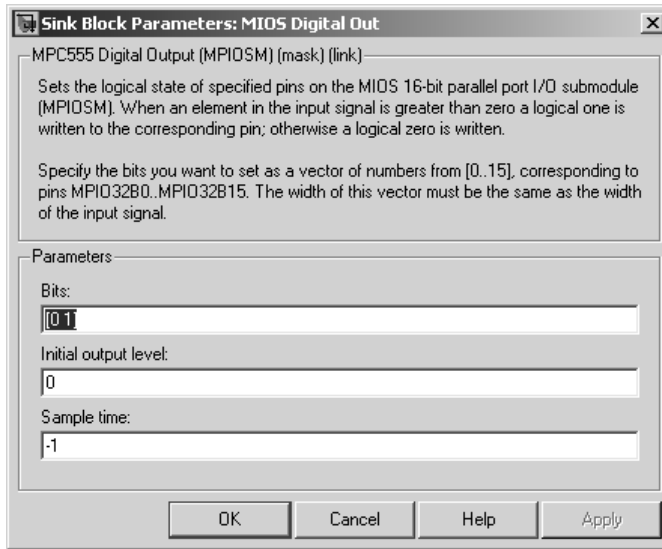 Sink Block Parameters: MIOS Digital Out
MPC555 Digital Output (MPIOSM) (mask) (link)
Sets the logical state of specified pins on the MIOS 16-bit parallel port I/O submodule
(MPIOSM). When an element in the input signal is greater than zero a logical one is
written to the corresponding pin; otherwise a logical zero is written.
Specify the bits you want to set as a vector of numbers from [0..15], corresponding to
pins MPIO32B0..MPIO32B15. The width of this vector must be the same as the width
of the input signal.
Parameters
Bits:
[0 1]
Initial output level:
0
Sample time:
-1
OK Cancel Help Apply